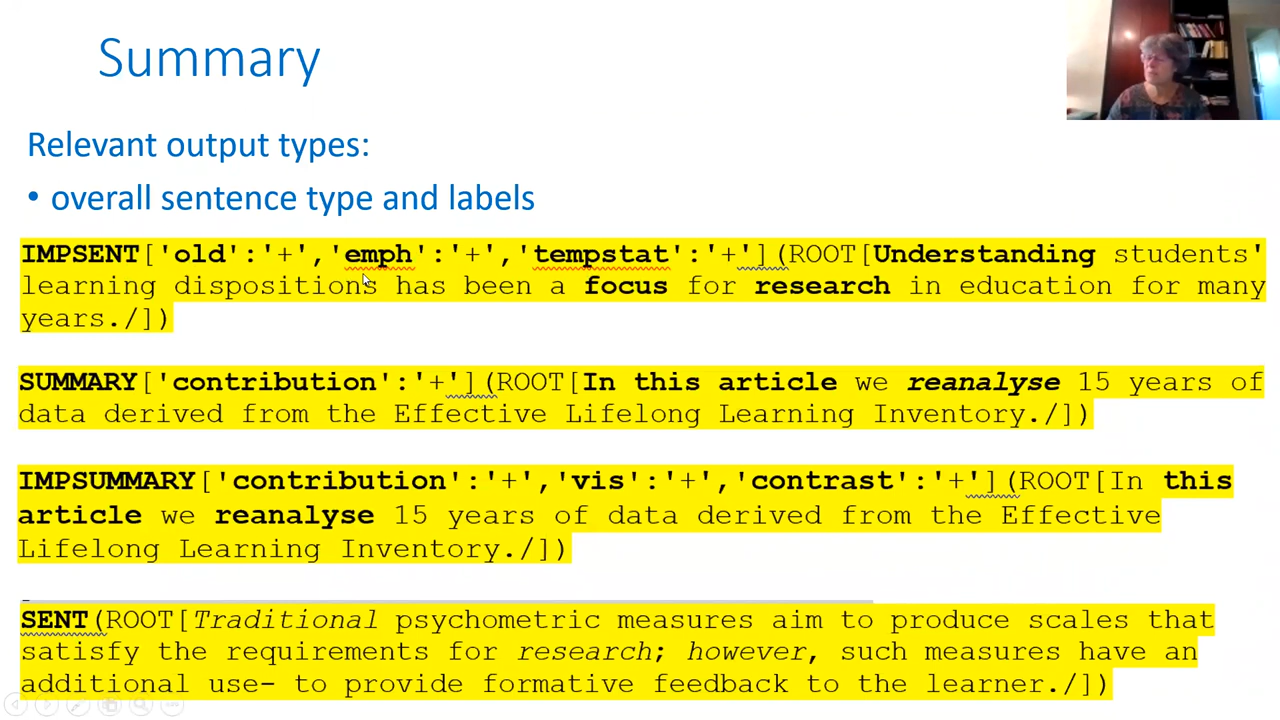 Summary
Relevant output types:
• overall sentence type and labels
IMPSENT['old':'+','emph':'+','tempstat':'+'](ROOT[Understanding students'
learning dispositions has been a focus for research in education for many
years./])
SUMMARY['contribution':'+'](ROOT[In this article we reanalyse 15 years of
data derived from the Effective Lifelong Learning Inventory./])
IMPSUMMARY['contribution':'+','vis':'+','contrast':'+'](ROOT[In this
article we reanalyse 15 years of data derived from the Effective
Lifelong Learning Inventory./])
SENT(ROOT[Traditional psychometric measures aim to produce scales that
satisfy the requirements for research; however, such measures have an
additional use- to provide formative feedback to the learner./])